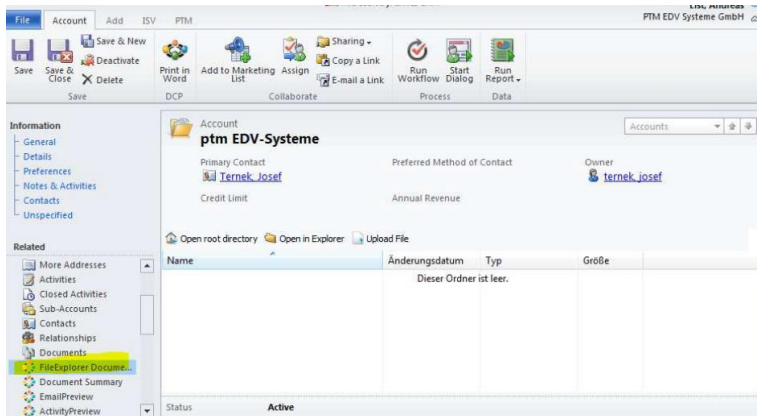 List, Andreas
PTM EDV Systeme GmbH
File Account Add ISV PTM
Save
Save & Close
Save & New
Deactivate
Delete
Save
Print in Word
DCP
Add to Marketing List
Assign
Sharing
Copy a Link
E-mail a Link
Collaborate
Run Workflow
Start Dialog
Process
Run Report
Data
Information
General
Details
Preferences
Notes & Activities
Contacts
Unspecified
Related
More Addresses
Activities
Closed Activities
Sub-Accounts
Contacts
Relationships
Documents
FileExplorer Docume...
Document Summary
EmailPreview
ActivityPreview
Account
ptm EDV-Systeme
Accounts
Primary Contact
Ternek, Josef
Preferred Method of Contact
Owner
ternek, josef
Credit Limit
Annual Revenue
Open root directory Open in Explorer Upload File
Name Änderungsdatum Typ Größe
Dieser Ordner ist leer.
Status Active